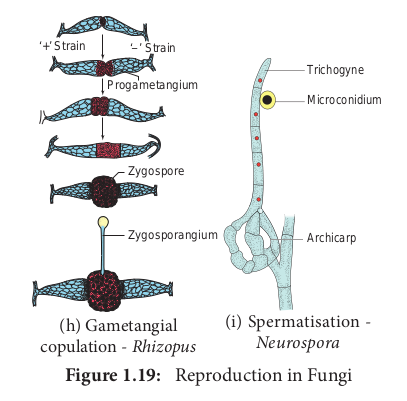 ‘+’ Strain
‘–’ Strain
Progametangium
Zygospore
Zygosporangium
(h) Gametangial
copulation - Rhizopus
Trichogyne
Microconidium
Archicarp
(i) Spermatisation -
Neurospora
Figure 1.19: Reproduction in Fungi